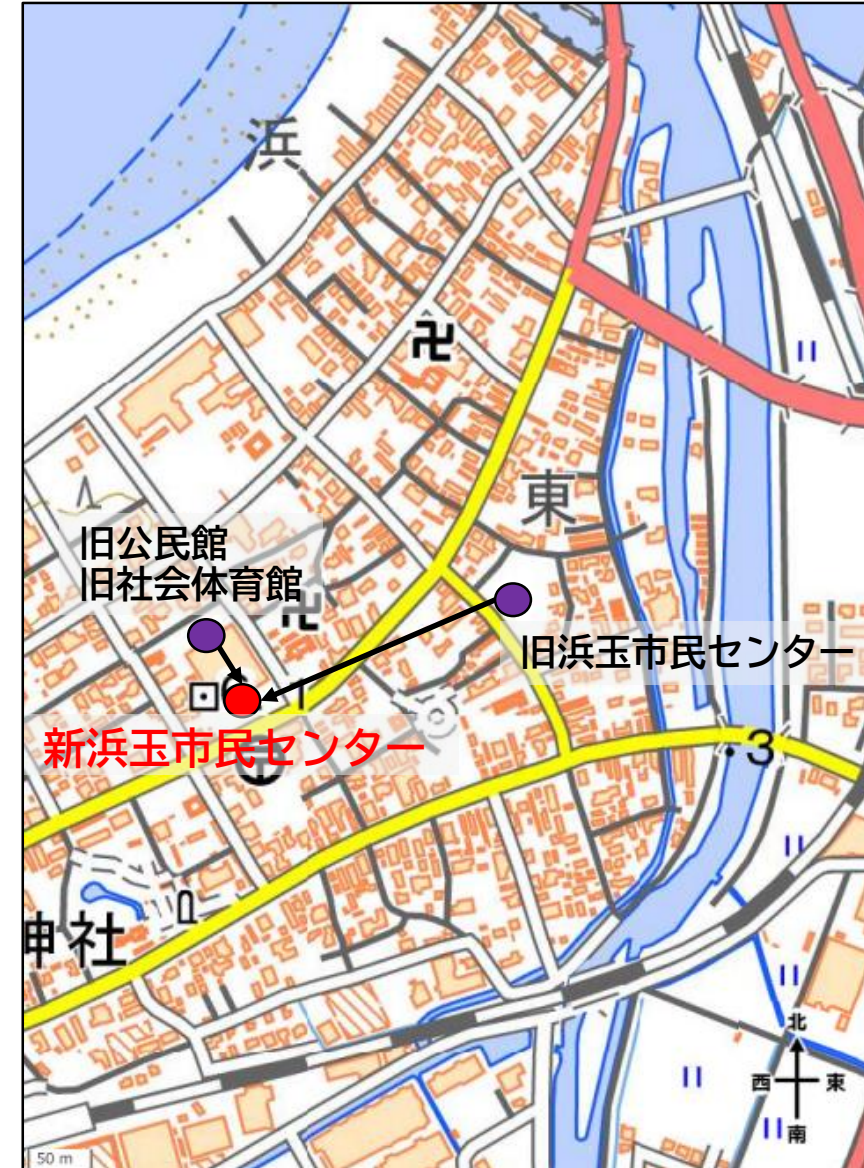 浜
東
旧公民館
旧社会体育館
旧浜玉市民センター
新浜玉市民センター
・3
神社
北
西 東
南
50 m